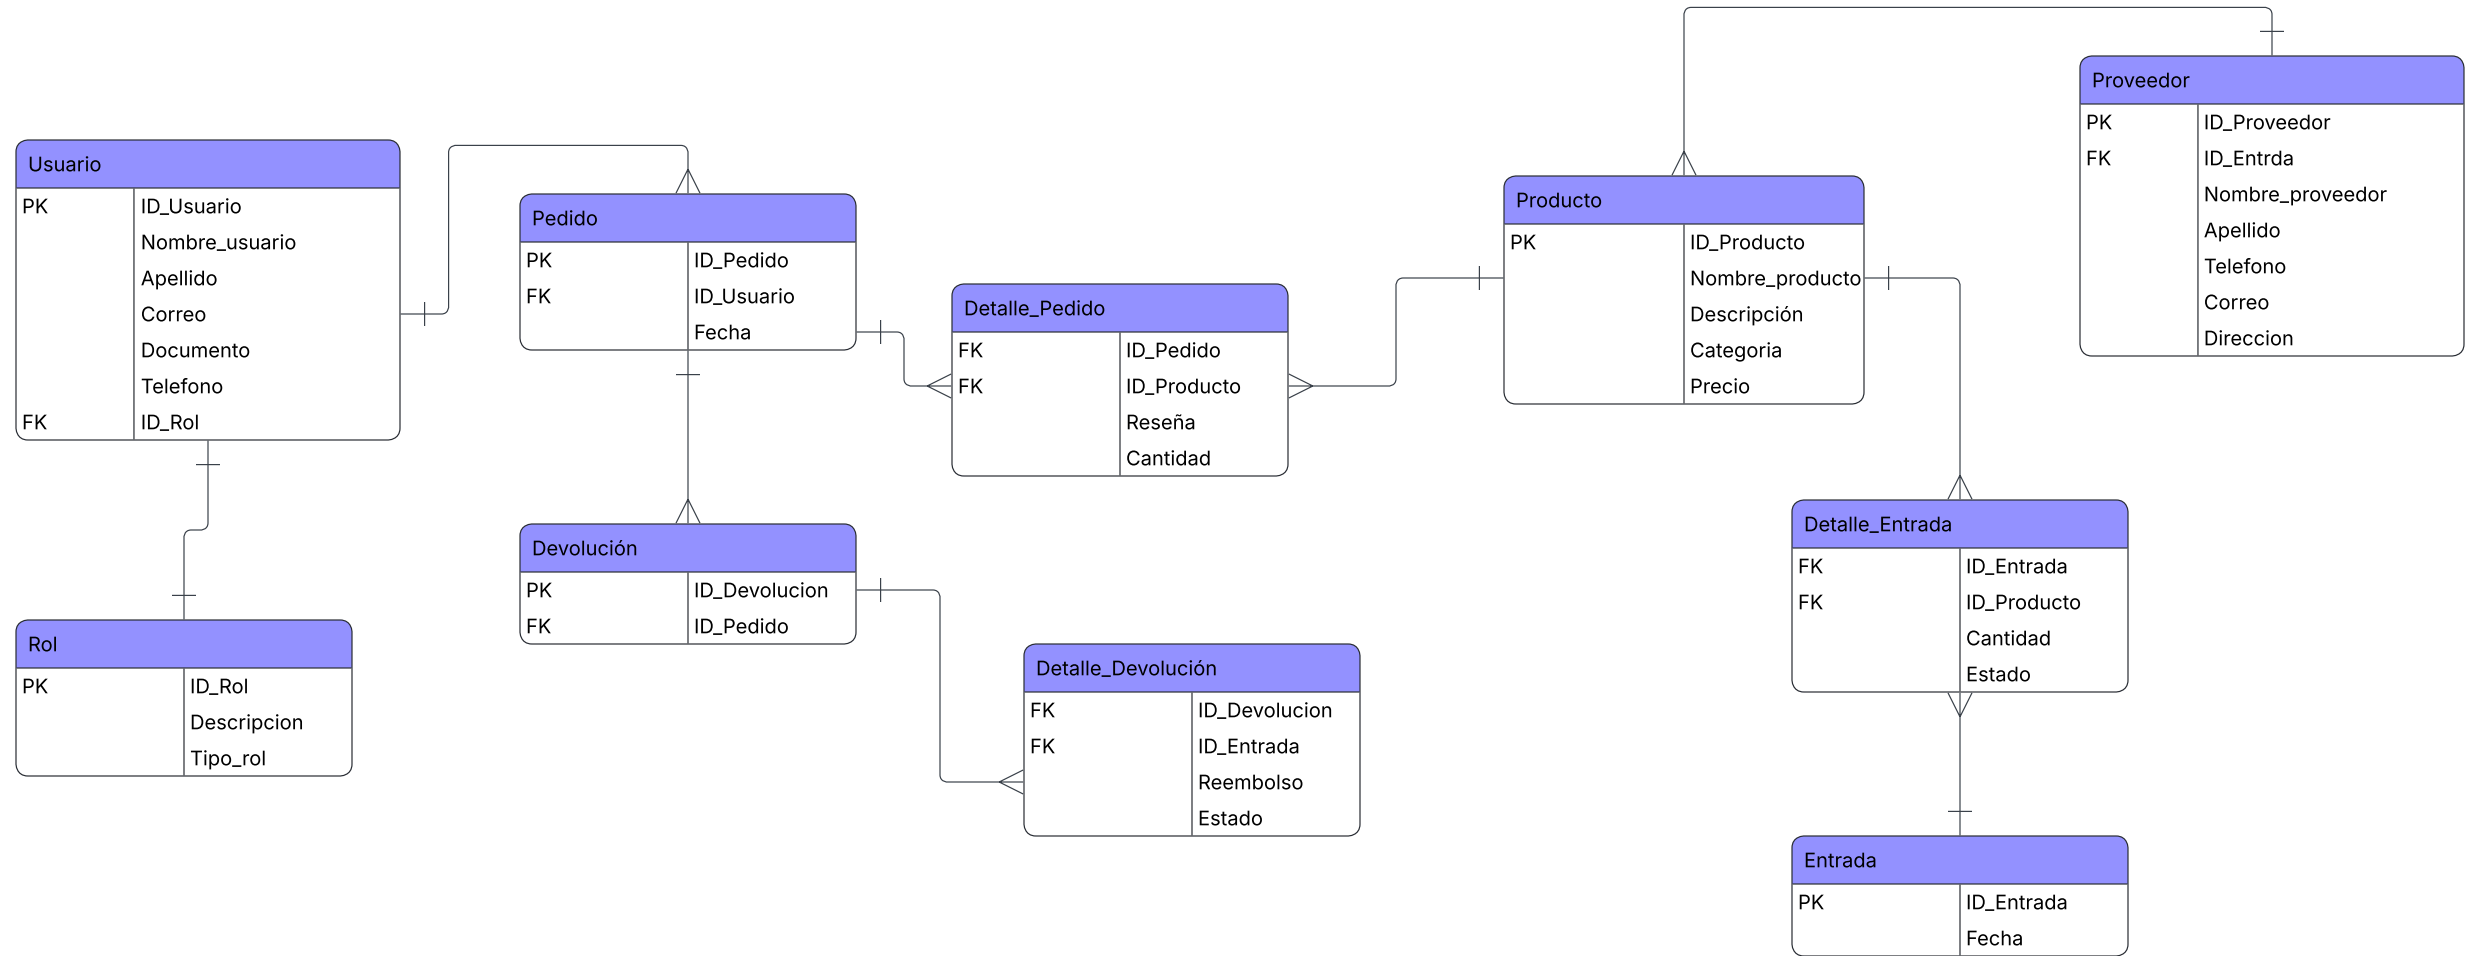 Usuario
PK ID_Usuario
Nombre_usuario
Apellido
Correo
Documento
Telefono
FK ID_Rol
Rol
PK ID_Rol
Descripcion
Tipo_rol
Pedido
PK ID_Pedido
FK ID_Usuario
Fecha
Devolución
PK ID_Devolucion
FK ID_Pedido
Detalle_Pedido
FK ID_Pedido
FK ID_Producto
Reseña
Cantidad
Detalle_Devolución
FK ID_Devolucion
FK ID_Entrada
Reembolso
Estado
Producto
PK ID_Producto
Nombre_producto
Descripción
Categoria
Precio
Proveedor
PK ID_Proveedor
FK ID_Entrda
Nombre_proveedor
Apellido
Telefono
Correo
Direccion
Detalle_Entrada
FK ID_Entrada
FK ID_Producto
Cantidad
Estado
Entrada
PK ID_Entrada
Fecha